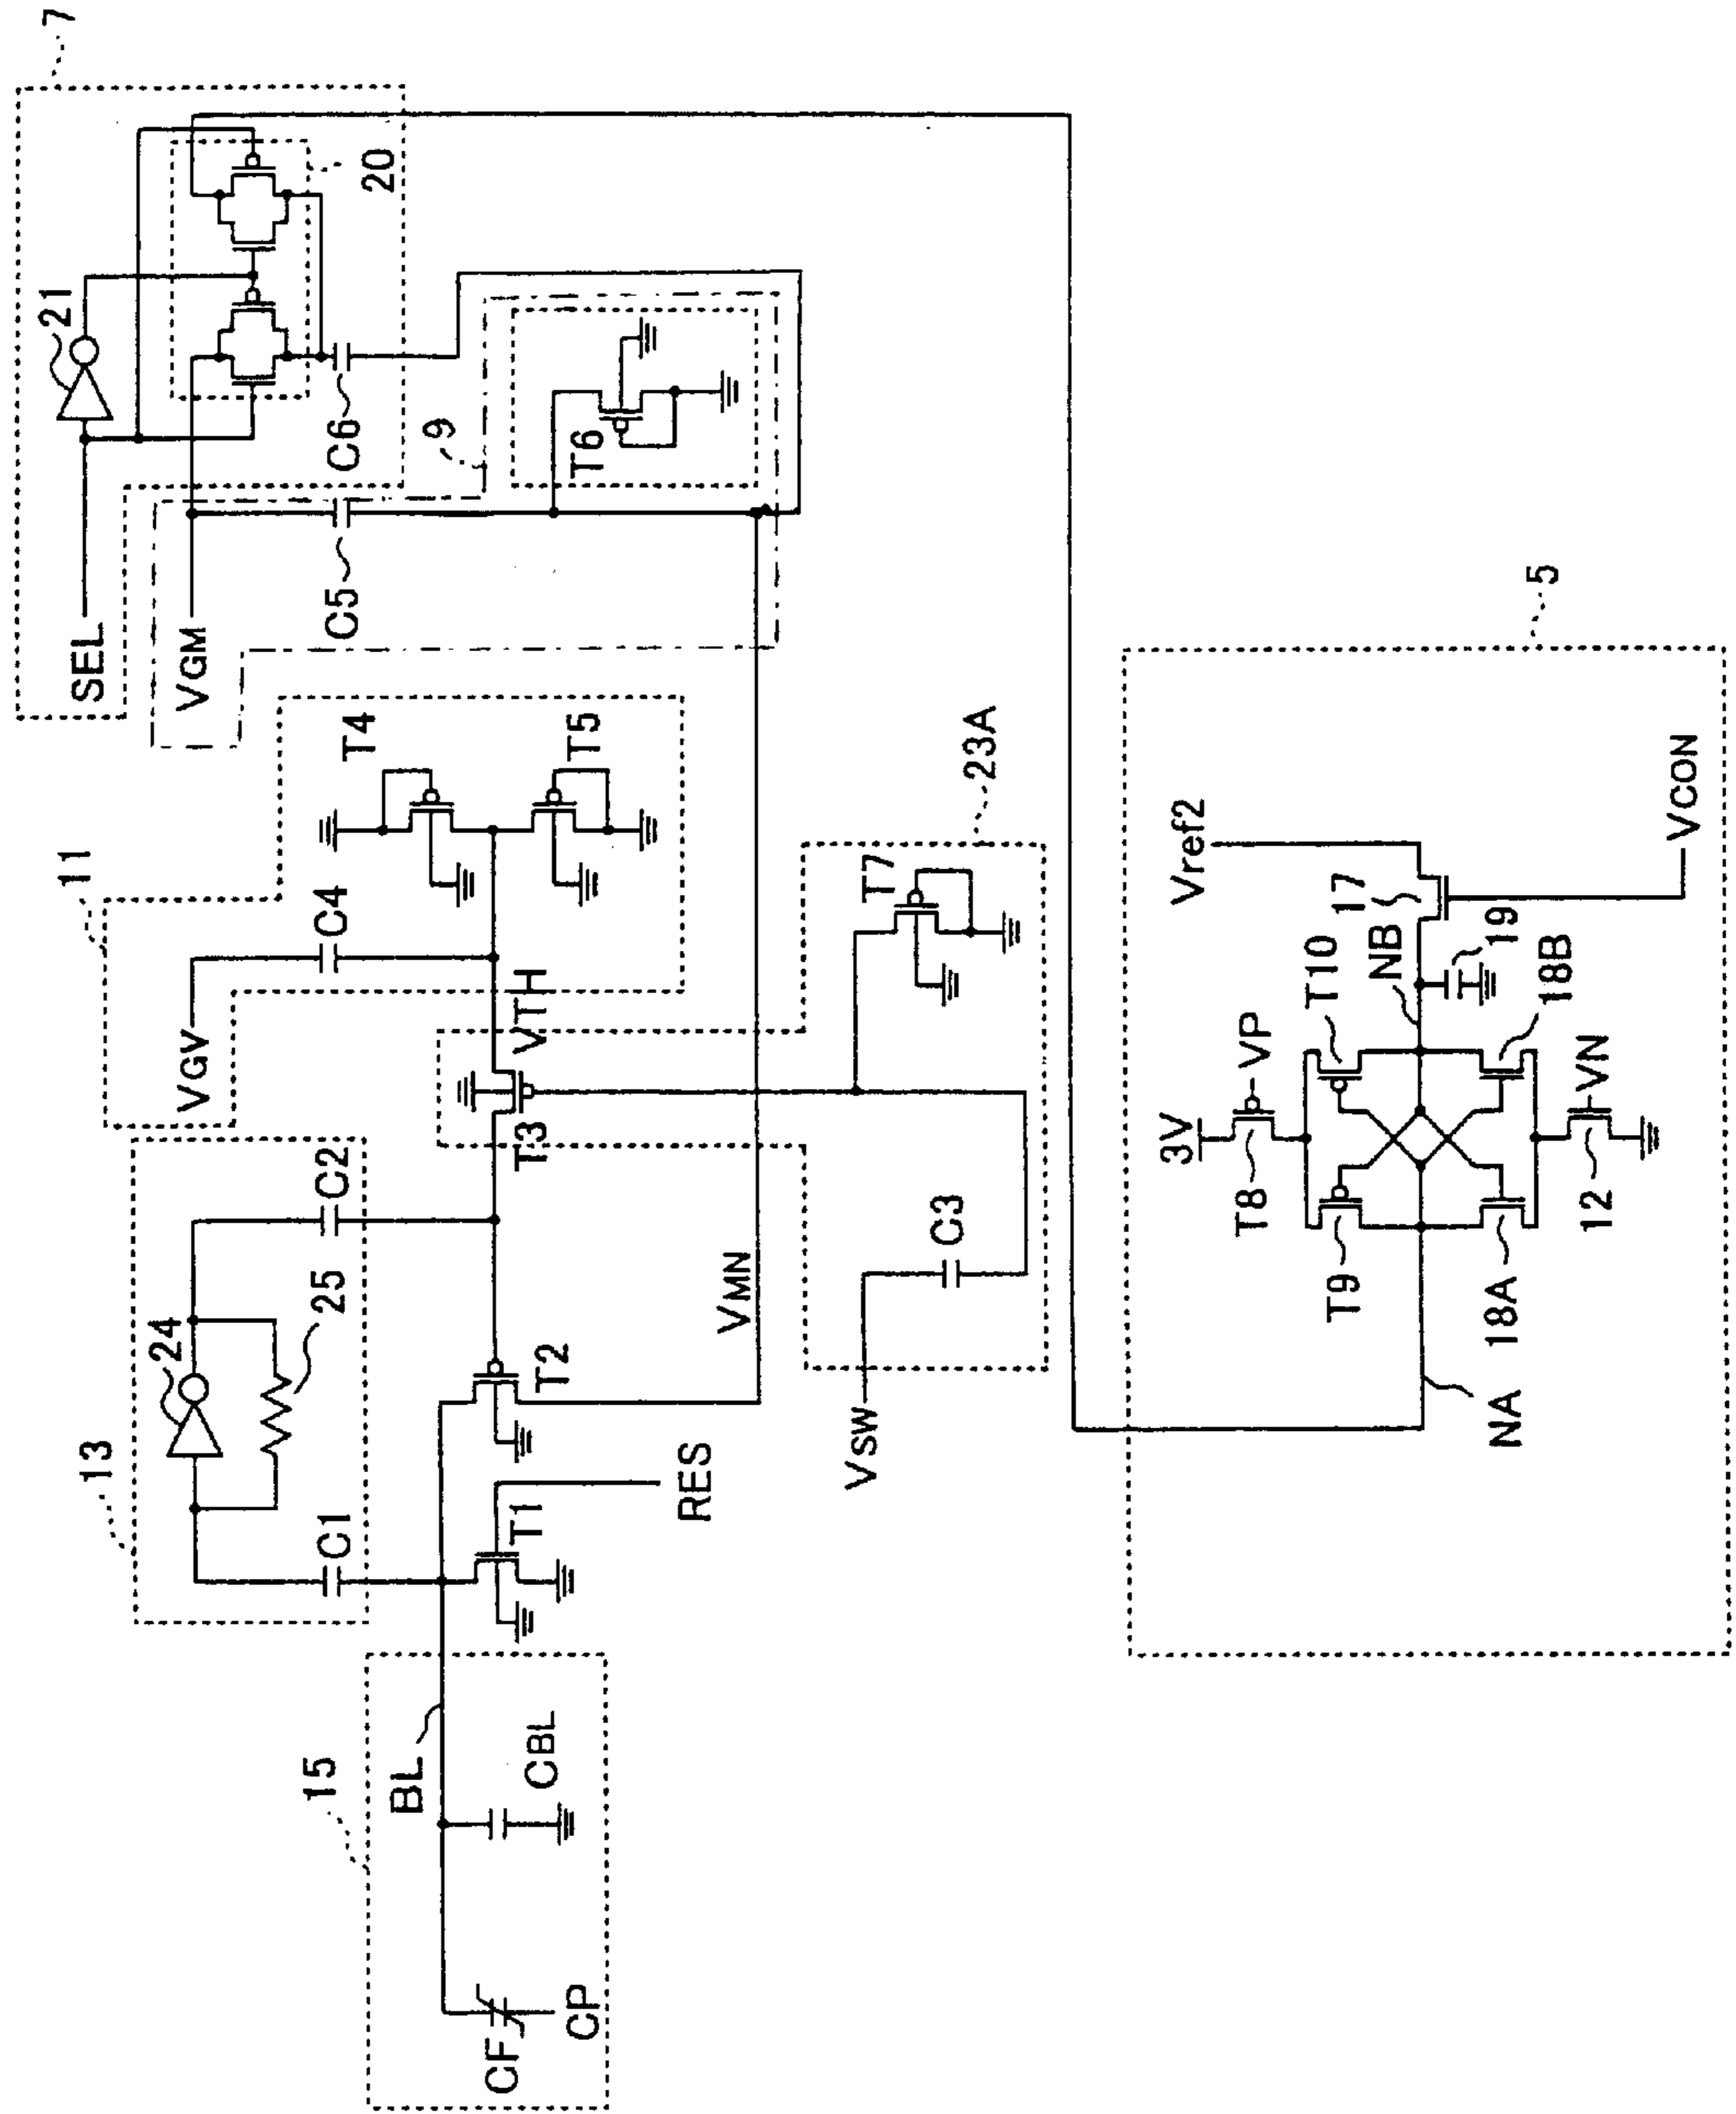 7
SEL
21
20
C6
9
VGM
C5
T6
11
VGV
C4
T4
T5
VTH
13
24
25
C1
C2
T3
T2
T1
RES
VMN
23A
T7
VSW
C3
15
BL
CBL
CF
CP
5
Vref2
VCON
17
NB
19
T10
18B
3V
VP
VN
T8
12
T9
18A
NA